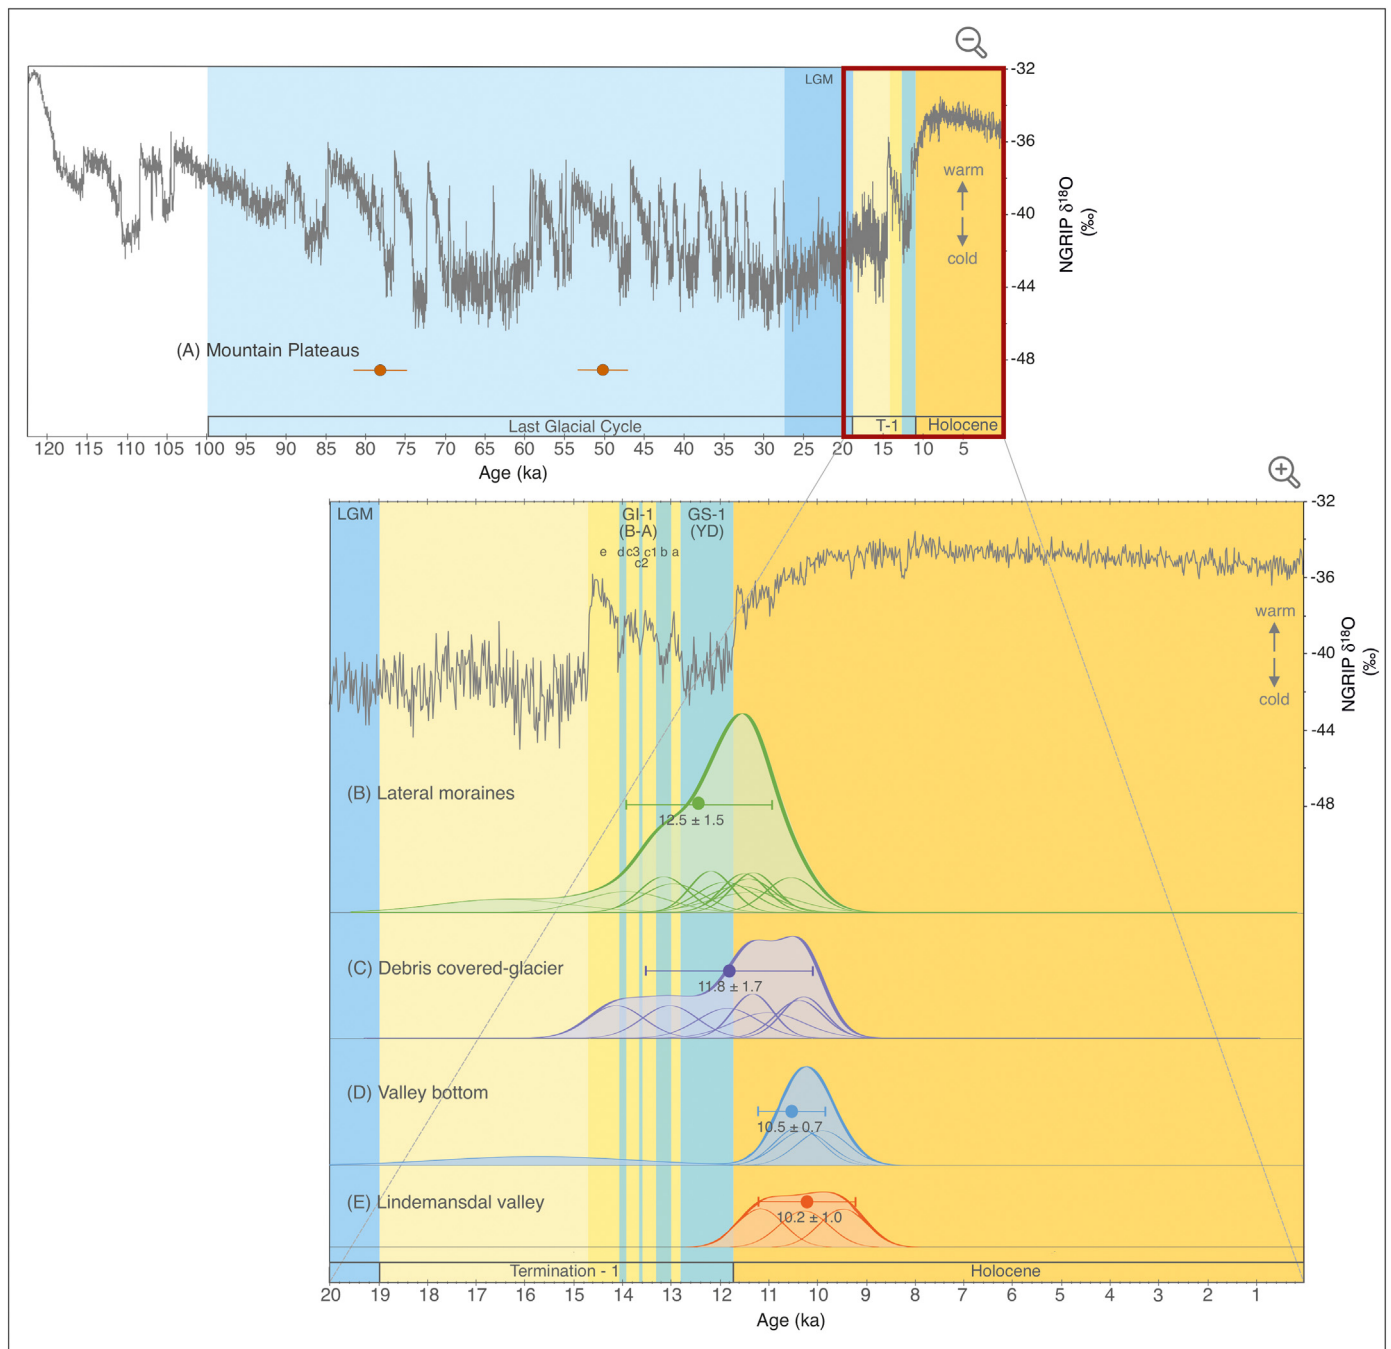 LGM
-32
-36
-40
-44
-48
warm
cold
NGRIP δ¹⁸O
(‰)
(A) Mountain Plateaus
Last Glacial Cycle
T-1
Holocene
120 115 110 105 100 95 90 85 80 75 70 65 60 55 50 45 40 35 30 25 20 15 10 5
Age (ka)
LGM
GI-1
(B-A)
GS-1
(YD)
e d c3 c1 b a
c2
-32
-36
-40
-44
-48
warm
cold
NGRIP δ¹⁸O
(‰)
(B) Lateral moraines
12.5 ± 1.5
(C) Debris covered-glacier
11.8 ± 1.7
(D) Valley bottom
10.5 ± 0.7
(E) Lindemansdal valley
10.2 ± 1.0
Termination - 1
Holocene
20 19 18 17 16 15 14 13 12 11 10 9 8 7 6 5 4 3 2 1
Age (ka)